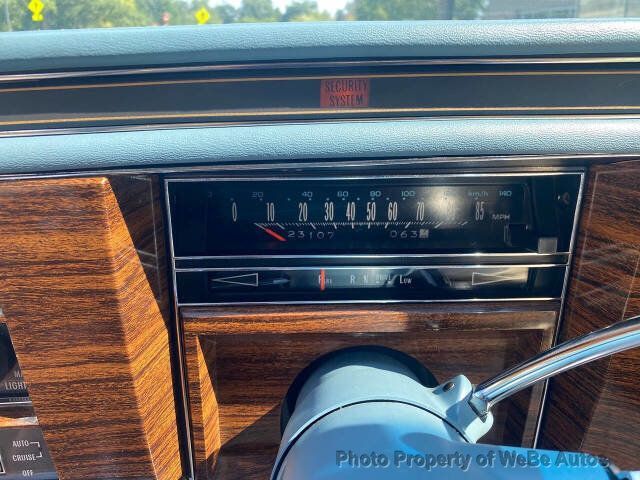 SECURITY
SYSTEM
20 40 60 80 100 km/h 140
0 10 20 30 40 50 60 70 85 MPH
23107 063
Park R N Low
LIGHT
AUTO
CRUISE
OFF
Photo Property of WeBe Autos